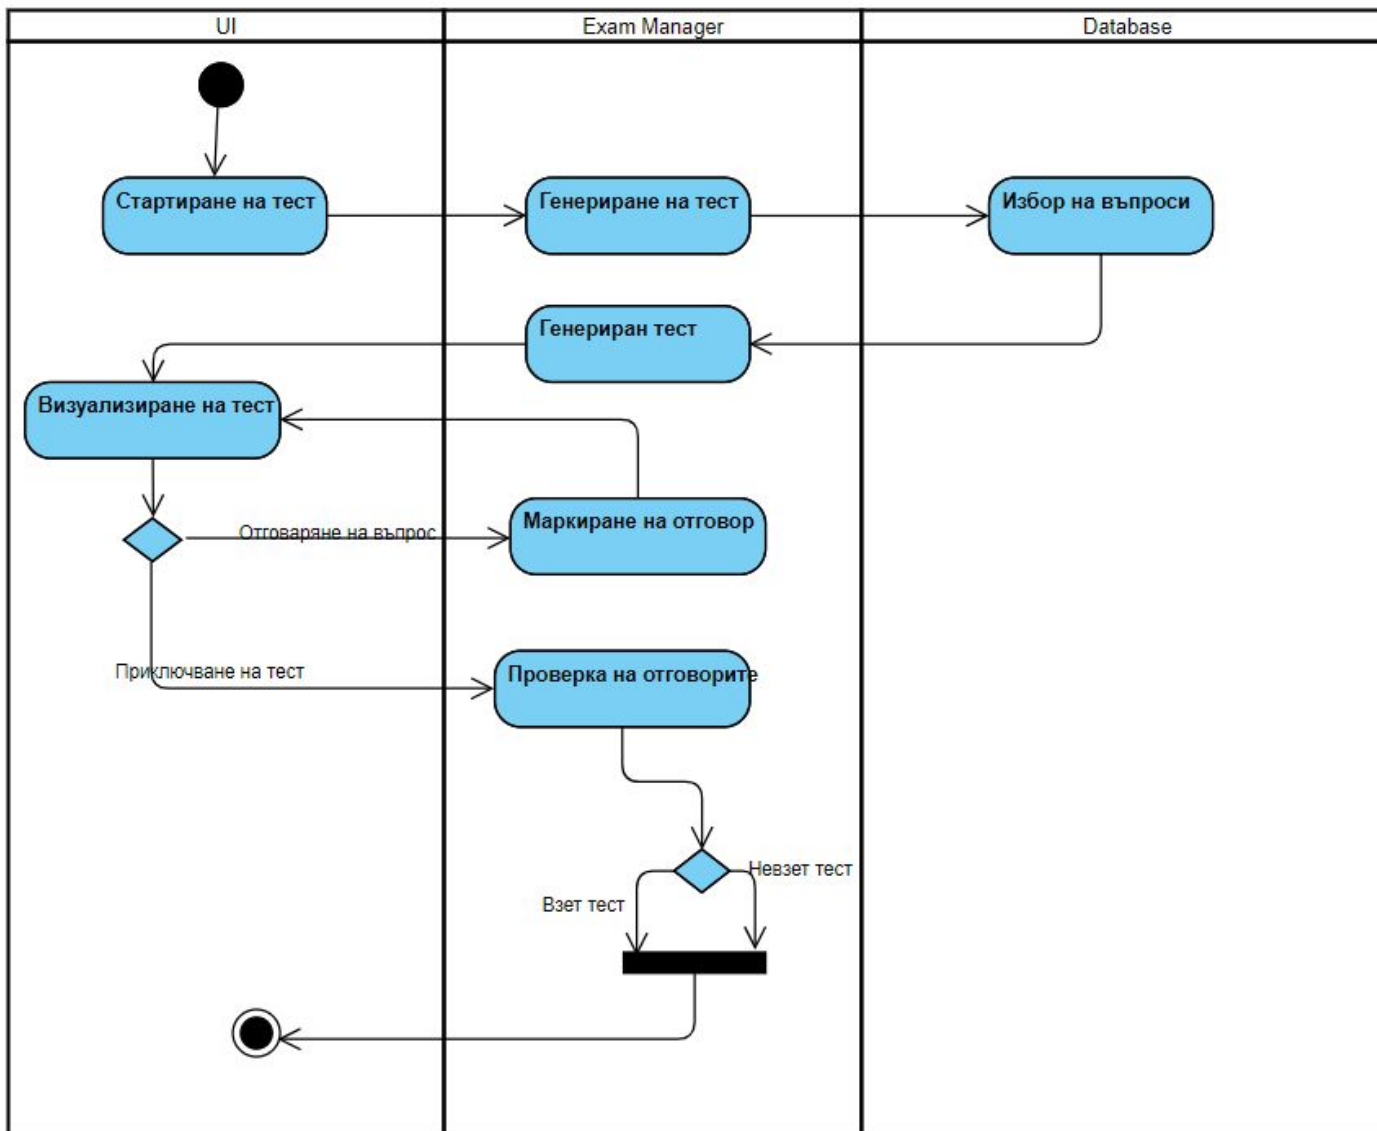 UI
Exam Manager
Database
Стартиране на тест
Генериране на тест
Избор на въпроси
Генериран тест
Визуализиране на тест
Отговаряне на въпрос
Маркиране на отговор
Приключване на тест
Проверка на отговорите
Невзет тест
Взет тест